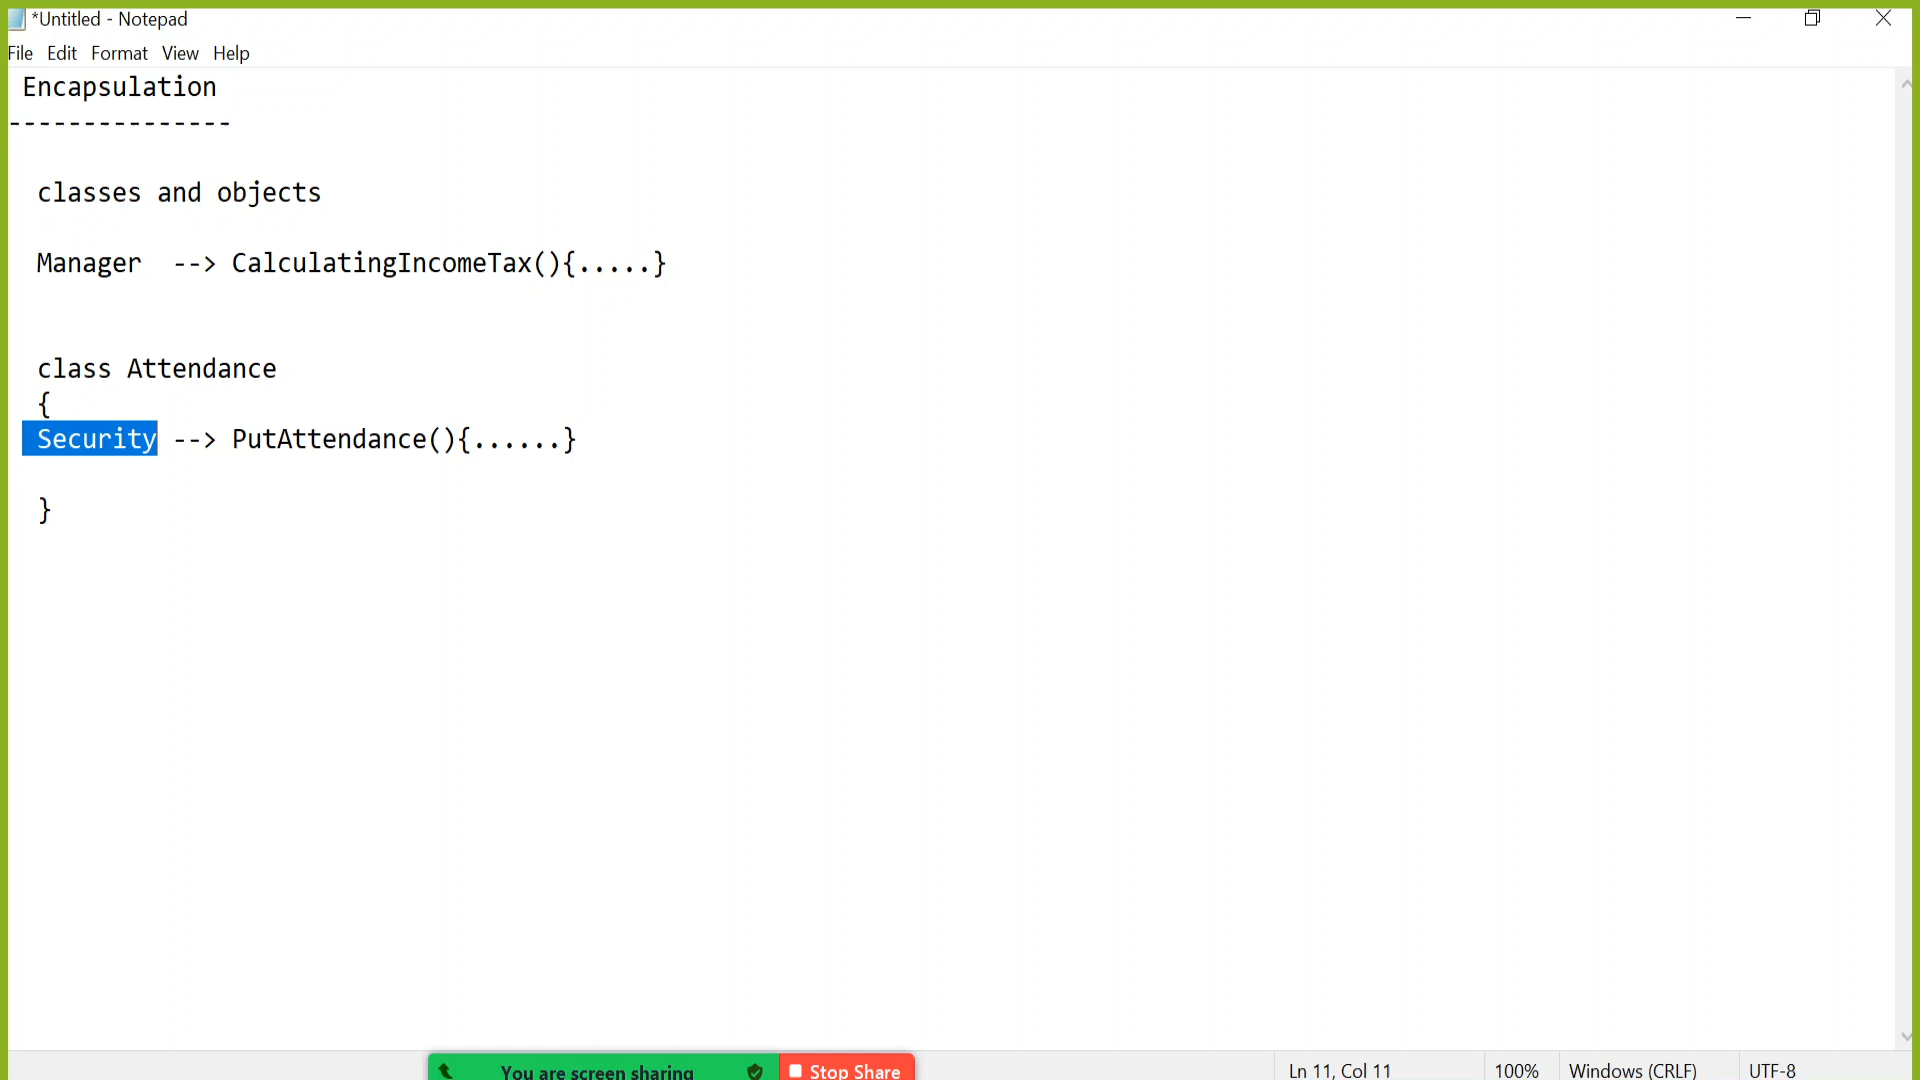 *Untitled - Notepad
File Edit Format View Help
Encapsulation
---------------
classes and objects
Manager --> CalculatingIncomeTax(){.....}
class Attendance
{
Security --> PutAttendance(){......}
}
You are screen sharing Stop Share Ln 11, Col 11 100% Windows (CRLF) UTF-8